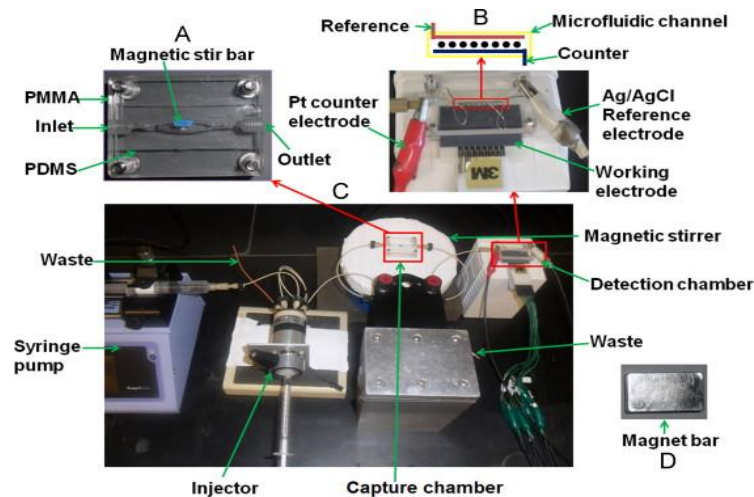 A
Magnetic stir bar
PMMA
Inlet
PDMS
Outlet
B
Reference
Microfluidic channel
Counter
Pt counter
electrode
Ag/AgCl
Reference
electrode
3M
Working
electrode
C
Waste
Magnetic stirrer
Detection chamber
Syringe
pump
Waste
Injector
Capture chamber
Magnet bar
D